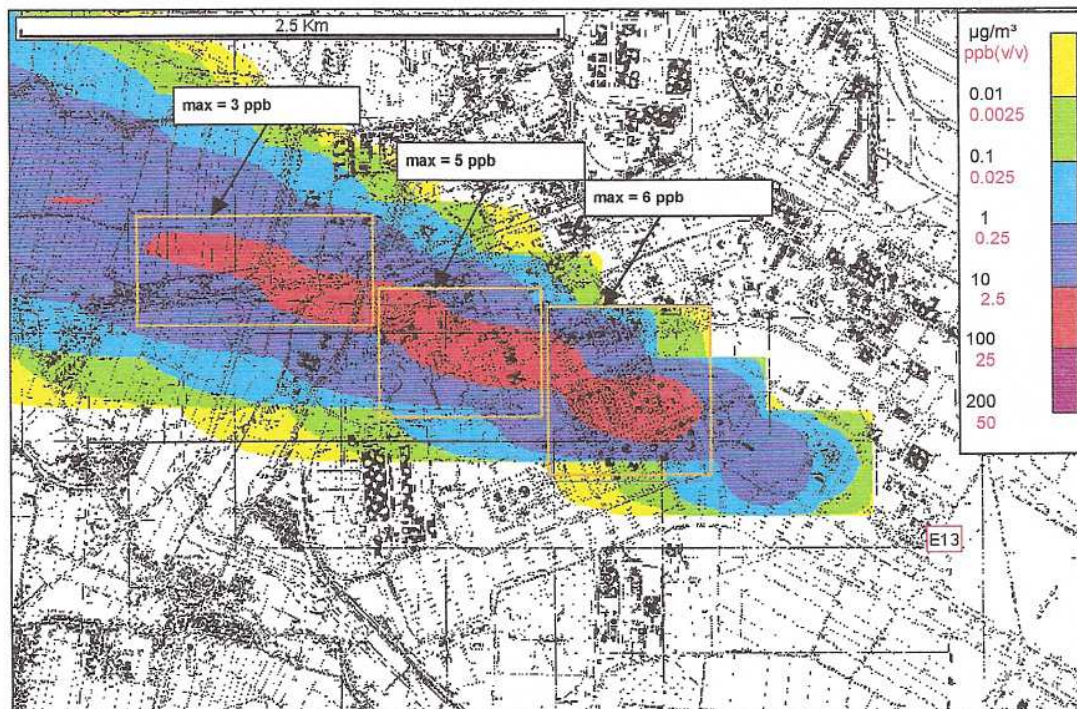 2.5 Km
max = 3 ppb
max = 5 ppb
max = 6 ppb
µg/m³
ppb(v/v)
0.01
0.0025
0.1
0.025
1
0.25
10
2.5
100
25
200
50
E13